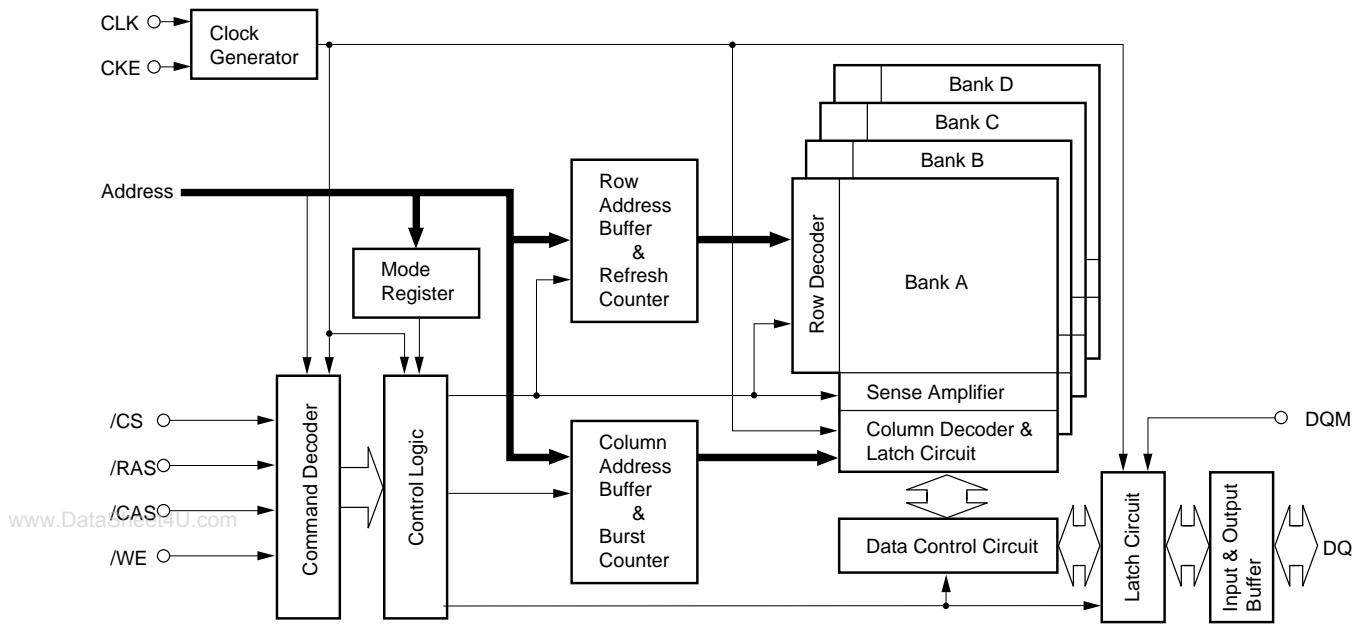 CLK
Clock
Generator
CKE
Bank D
Bank C
Bank B
Address
Row
Address
Buffer
&
Refresh
Counter
Row Decoder
Bank A
Mode
Register
Sense Amplifier
Column Decoder &
Latch Circuit
/CS
/RAS
/CAS
/WE
www.DataSheet4U.com
Command Decoder
Control Logic
Column
Address
Buffer
&
Burst
Counter
DQM
Data Control Circuit
Latch Circuit
Input & Output
Buffer
DQ